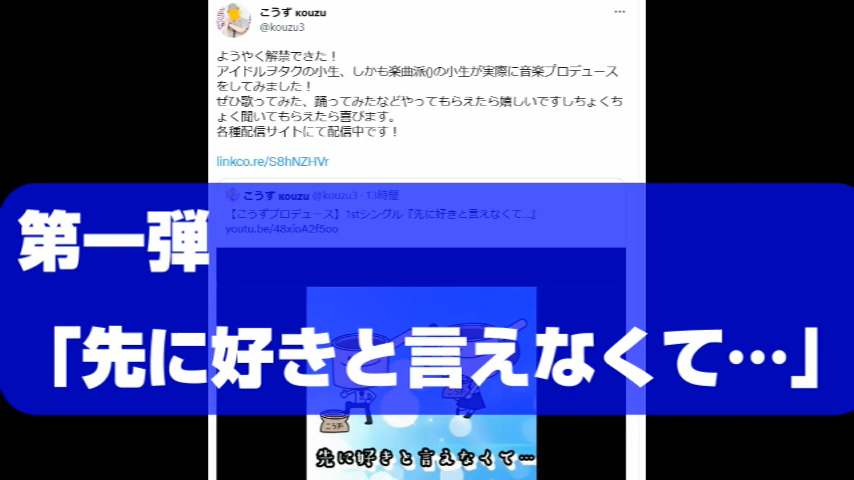 こうず kouzu
@kouzu3
ようやく解禁できた！
アイドルヲタクの小生、しかも楽曲派()の小生が実際に音楽プロデュース
をしてみました！
ぜひ歌ってみた、踊ってみたなどやってもらえたら嬉しいですしちょくち
ょく聞いてもらえたら喜びます。
各種配信サイトにて配信中です！
linkco.re/S8hNZHVr
こうず kouzu @kouzu3 · 13時間
【こうずプロデュース】1stシングル『先に好きと言えなくて...』
youtu.be/48xioA2f5oo
第一弾
「先に好きと言えなくて…」
こうず
先に好きと言えなくて…